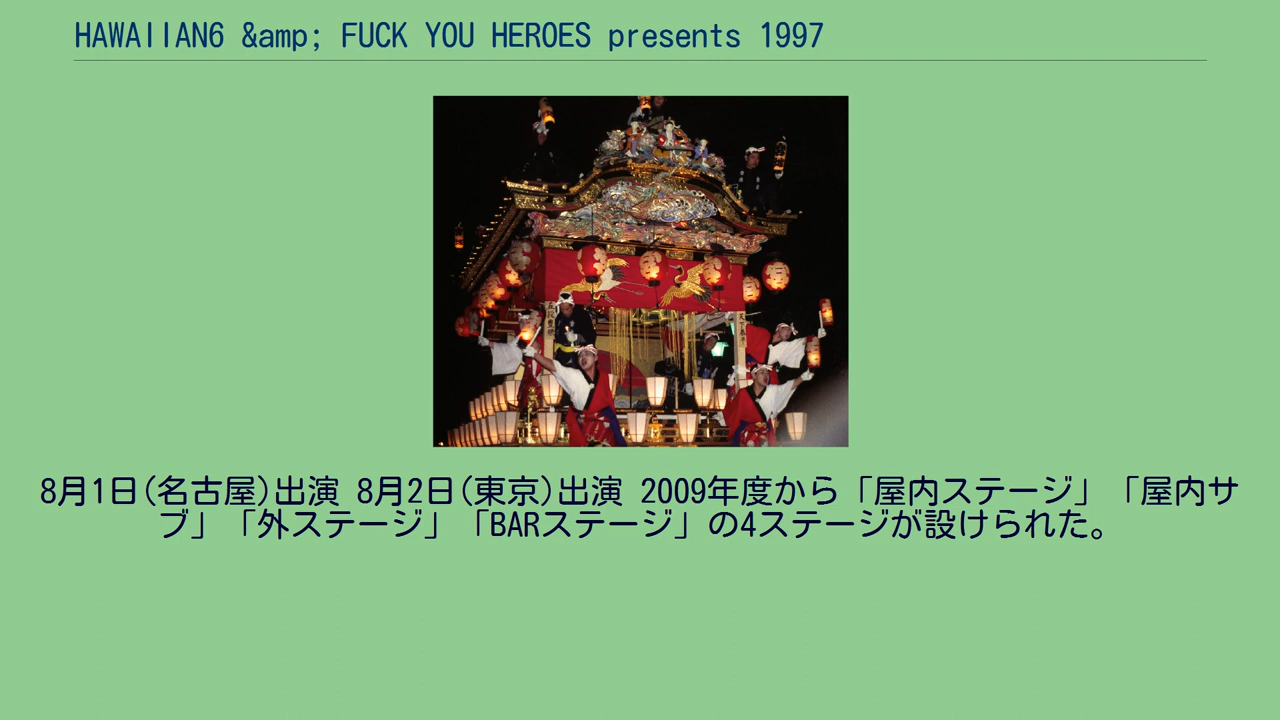 HAWAIIAN6 &amp; FUCK YOU HEROES presents 1997
8月1日(名古屋)出演 8月2日(東京)出演 2009年度から「屋内ステージ」「屋内サ
ブ」「外ステージ」「BARステージ」の4ステージが設けられた。